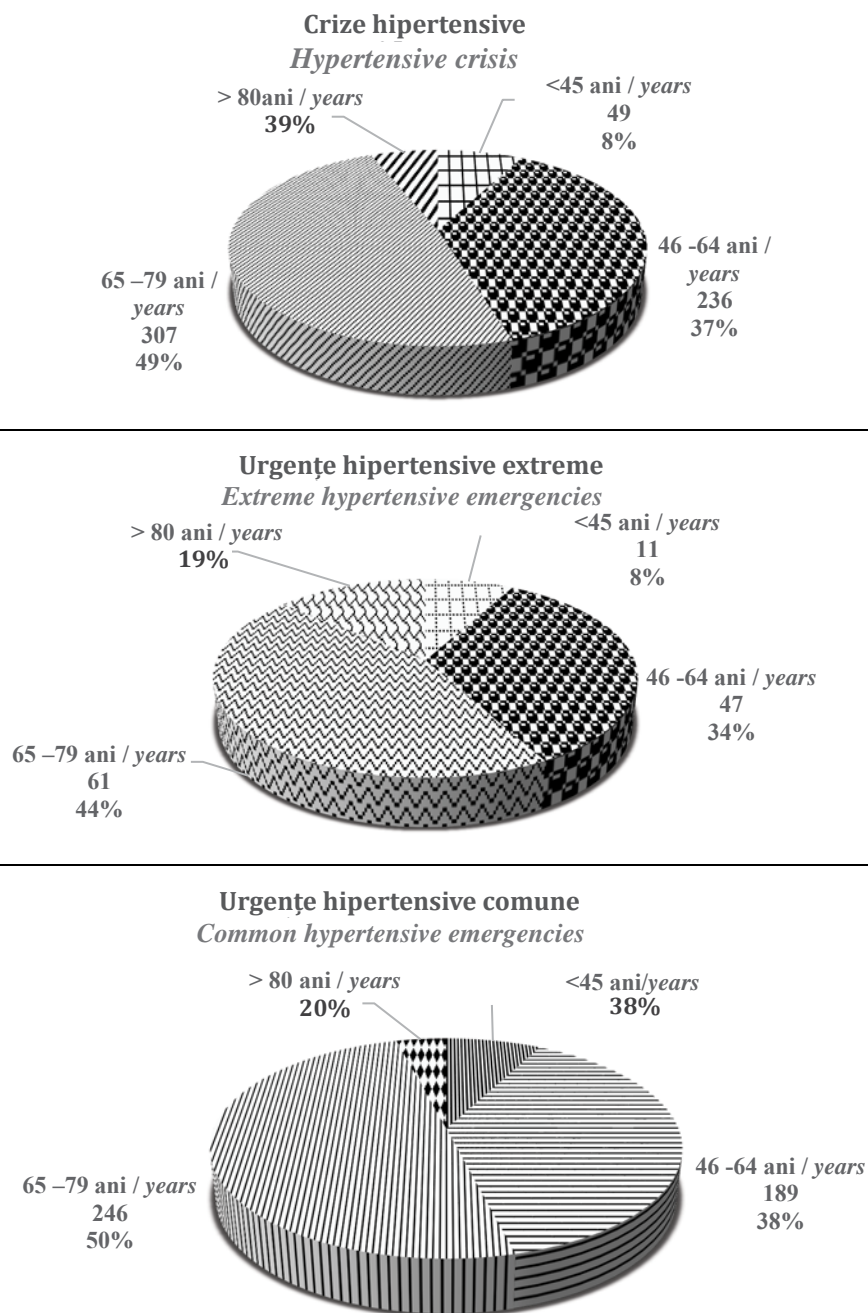 Crize hipertensive
Hypertensive crisis
> 80ani / years
39%
<45 ani / years
49
8%
46 -64 ani /
years
236
37%
65 –79 ani /
years
307
49%
Urgențe hipertensive extreme
Extreme hypertensive emergencies
> 80 ani / years
19%
<45 ani / years
11
8%
46 -64 ani / years
47
34%
65 –79 ani / years
61
44%
Urgențe hipertensive comune
Common hypertensive emergencies
> 80 ani / years
20%
<45 ani/years
38%
46 -64 ani / years
189
38%
65 –79 ani / years
246
50%